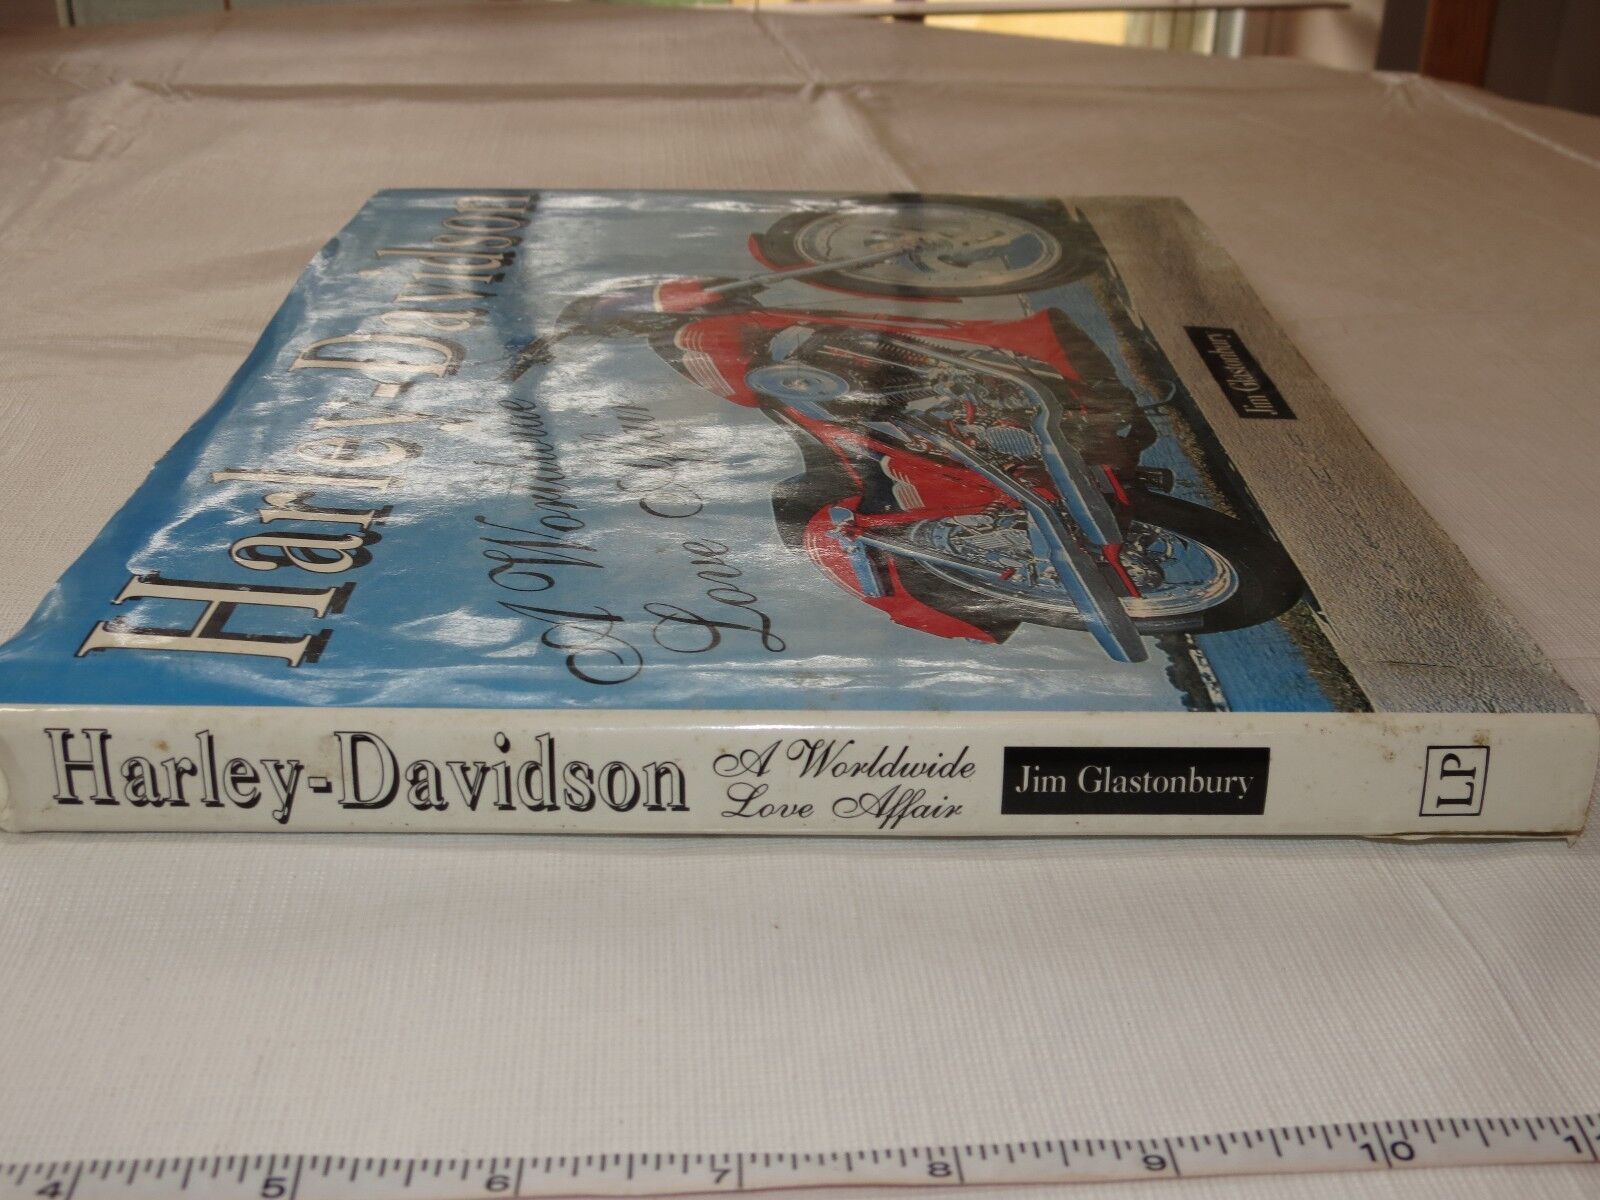 Harley-Davidson
A Worldwide
Love Affair
Jim Glastonbury
Harley-Davidson
A Worldwide
Love Affair
Jim Glastonbury
LP
4 5 6 7 8 9 10 11